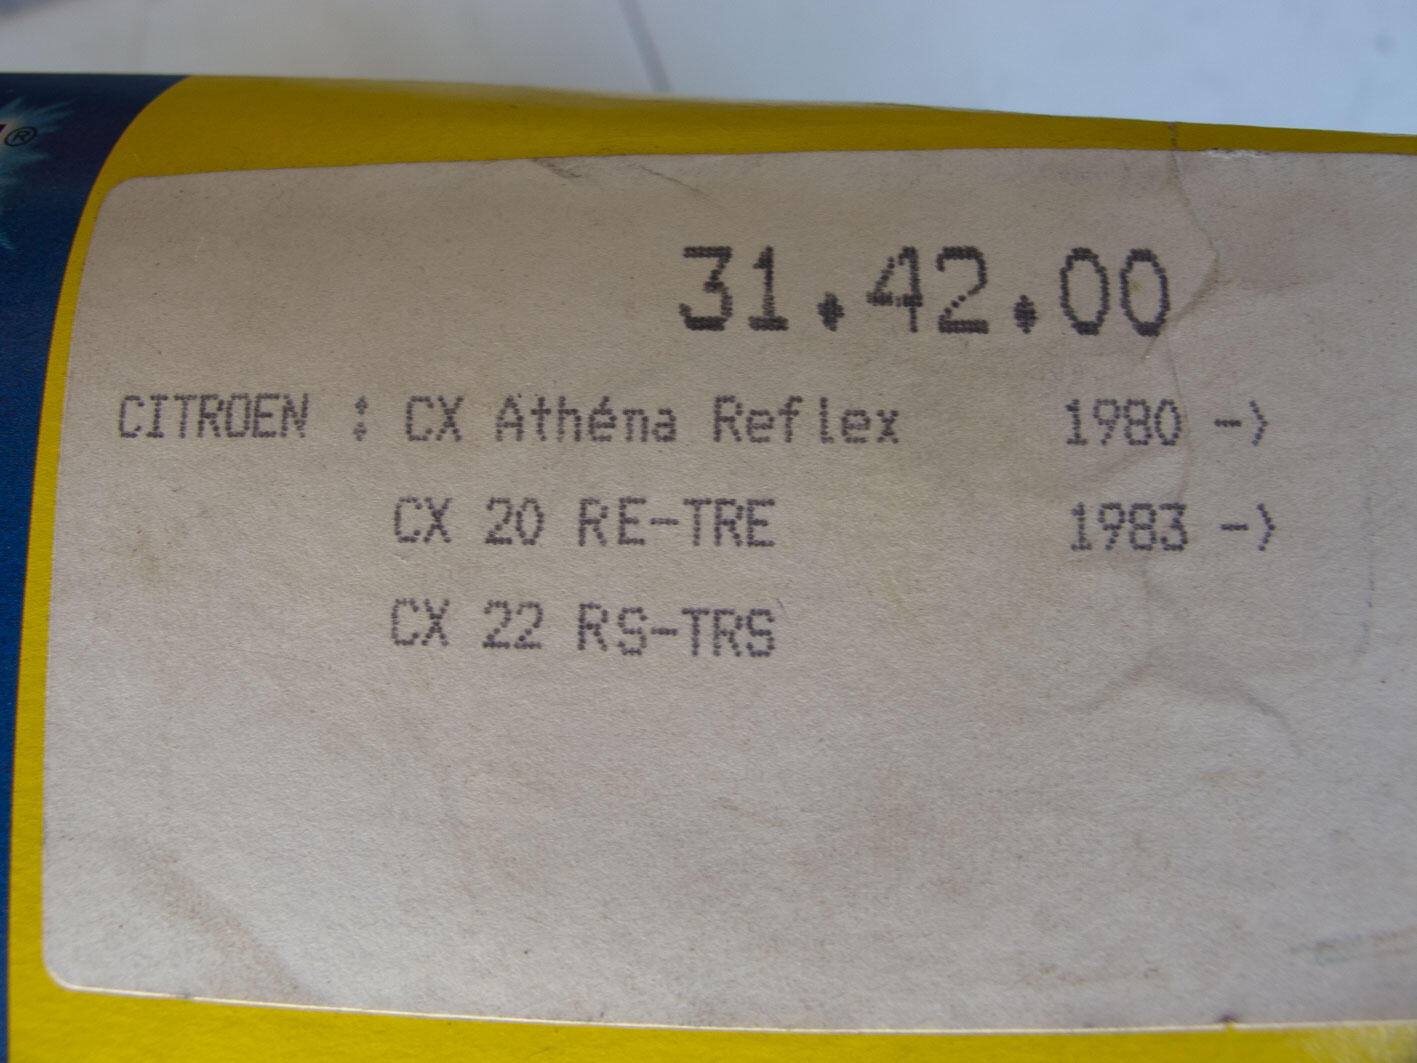 ®
31.42.00
CITROEN : CX Athéna Reflex 1980 ->
CX 20 RE-TRE 1983 ->
CX 22 RS-TRS